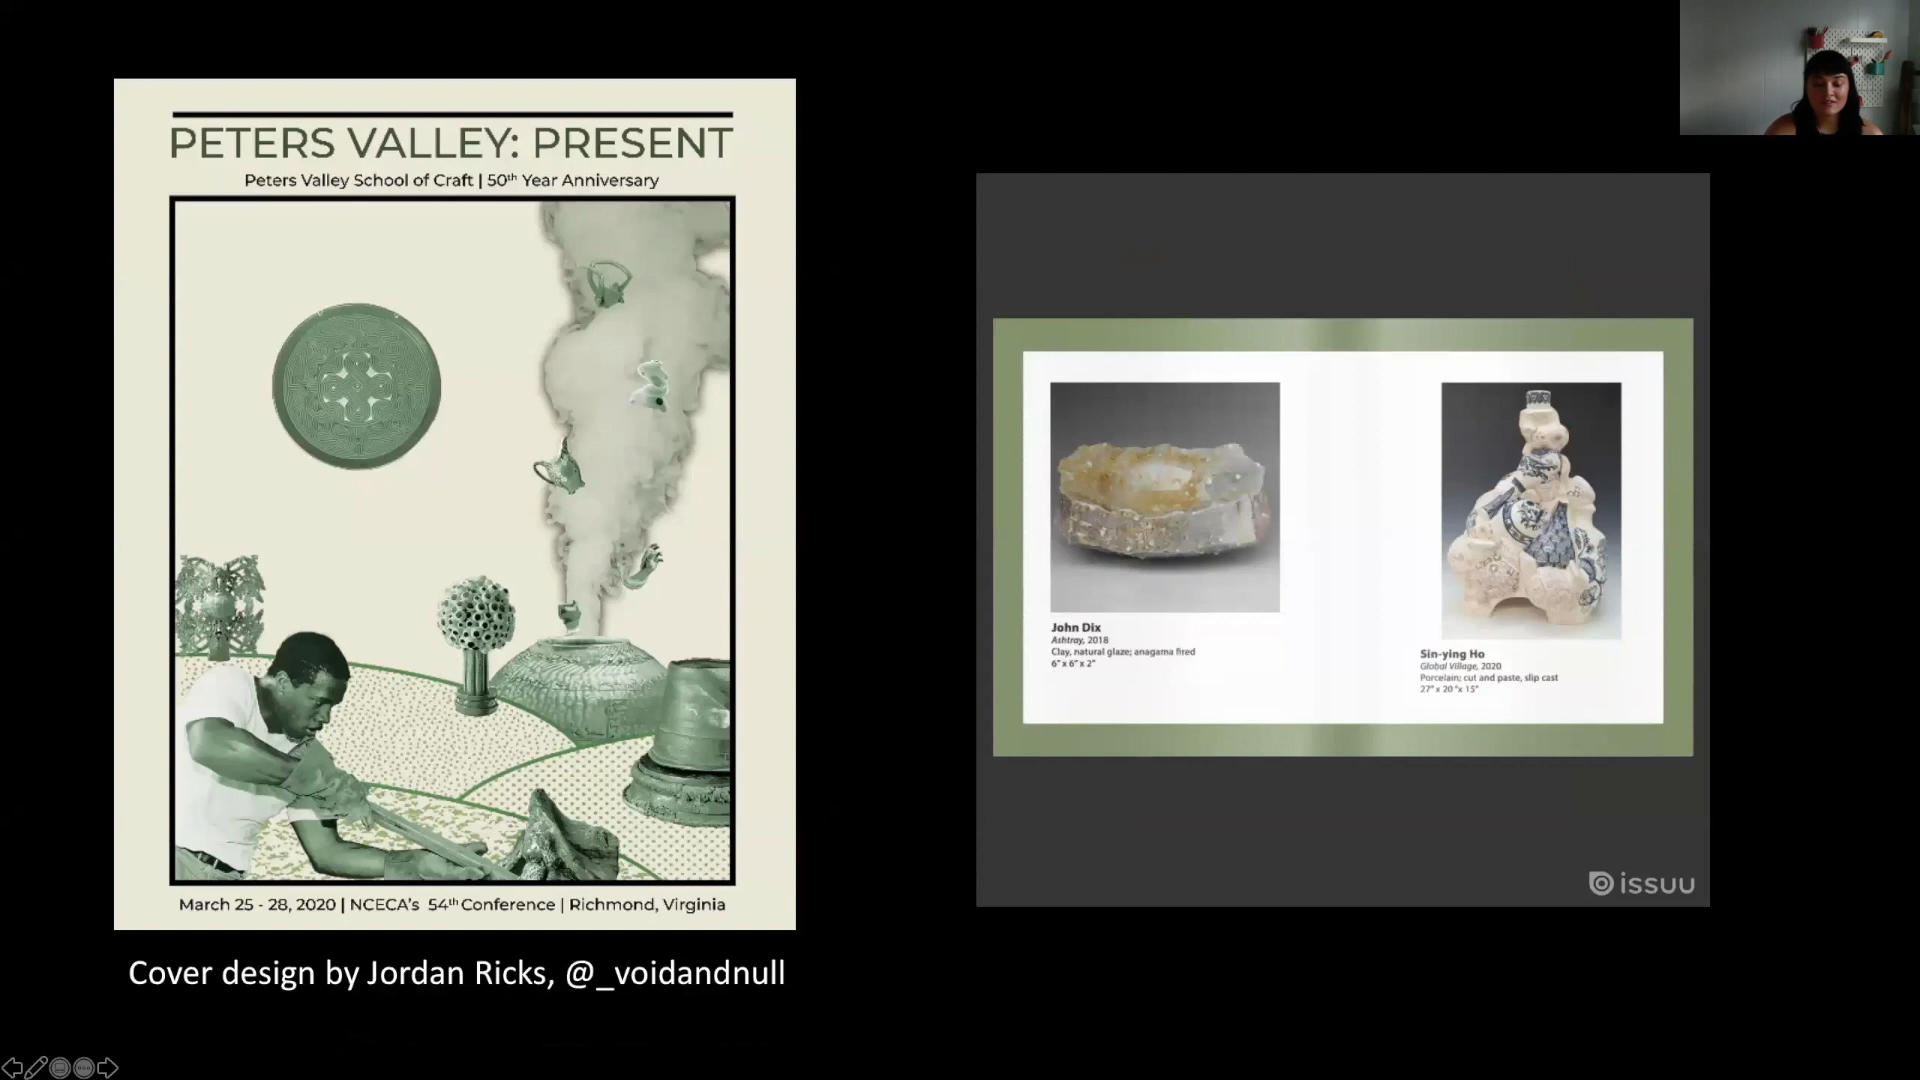 PETERS VALLEY: PRESENT
Peters Valley School of Craft | 50th Year Anniversary
March 25 - 28, 2020 | NCECA's 54th Conference | Richmond, Virginia
Cover design by Jordan Ricks, @_voidandnull
John Dix
Ashtray, 2018
Clay, natural glaze; anagama fired
6" x 6" x 2"
Sin-ying Ho
Global Village, 2020
Porcelain; cut and paste, slip cast
27" x 20 "x 15"
issuu